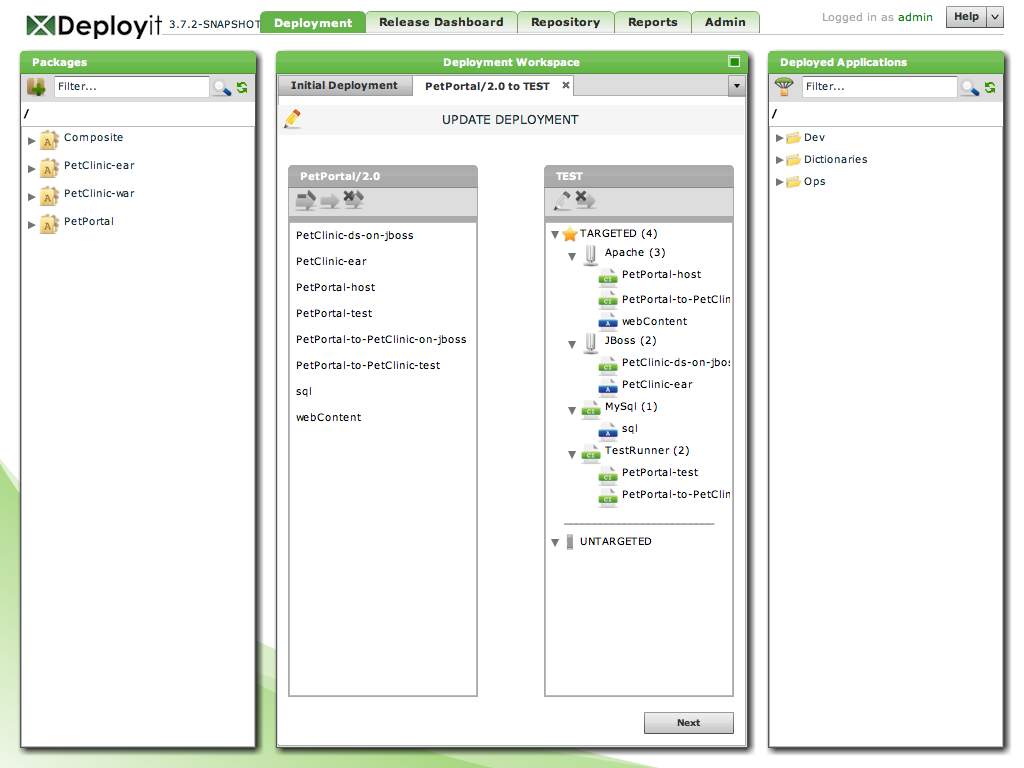 Deployit 3.7.2-SNAPSHOT
Deployment
Release Dashboard
Repository
Reports
Admin
Logged in as admin
Help
Packages
Filter...
/
Composite
PetClinic-ear
PetClinic-war
PetPortal
Deployment Workspace
Initial Deployment
PetPortal/2.0 to TEST
UPDATE DEPLOYMENT
PetPortal/2.0
PetClinic-ds-on-jboss
PetClinic-ear
PetPortal-host
PetPortal-test
PetPortal-to-PetClinic-on-jboss
PetPortal-to-PetClinic-test
sql
webContent
TEST
TARGETED (4)
Apache (3)
PetPortal-host
PetPortal-to-PetClin
webContent
JBoss (2)
PetClinic-ds-on-jbos
PetClinic-ear
MySql (1)
sql
TestRunner (2)
PetPortal-test
PetPortal-to-PetClin
UNTARGETED
Next
Deployed Applications
Filter...
/
Dev
Dictionaries
Ops